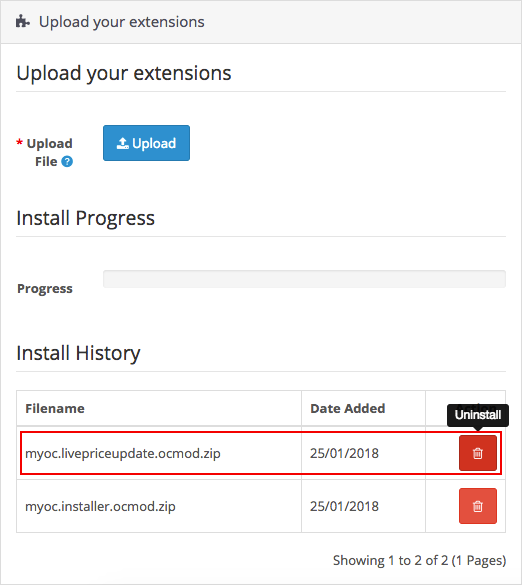 Upload your extensions
Upload your extensions
* Upload
File ?
Upload
Install Progress
Progress
Install History
Filename Date Added
Uninstall
myoc.livepriceupdate.ocmod.zip 25/01/2018
myoc.installer.ocmod.zip 25/01/2018
Showing 1 to 2 of 2 (1 Pages)